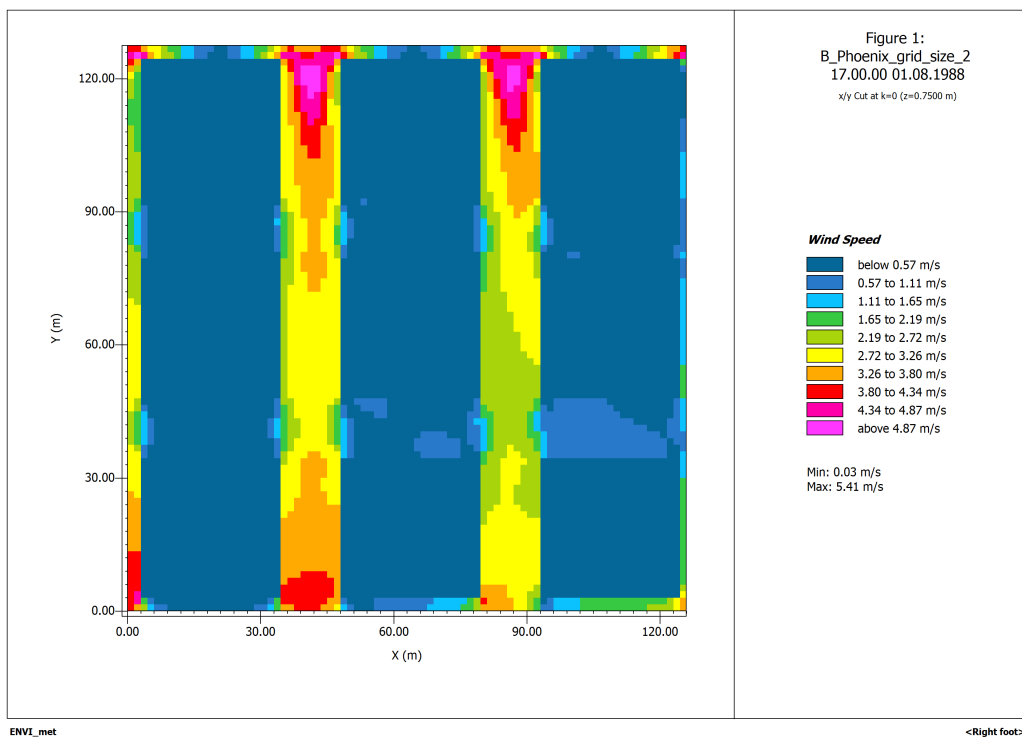 Figure 1:
B_Phoenix_grid_size_2
17.00.00 01.08.1988
x/y Cut at k=0 (z=0.7500 m)
120.00
90.00
60.00
30.00
0.00
Y (m)
0.00 30.00 60.00 90.00 120.00
X (m)
Wind Speed
below 0.57 m/s
0.57 to 1.11 m/s
1.11 to 1.65 m/s
1.65 to 2.19 m/s
2.19 to 2.72 m/s
2.72 to 3.26 m/s
3.26 to 3.80 m/s
3.80 to 4.34 m/s
4.34 to 4.87 m/s
above 4.87 m/s
Min: 0.03 m/s
Max: 5.41 m/s
ENVI_met
<Right foot>